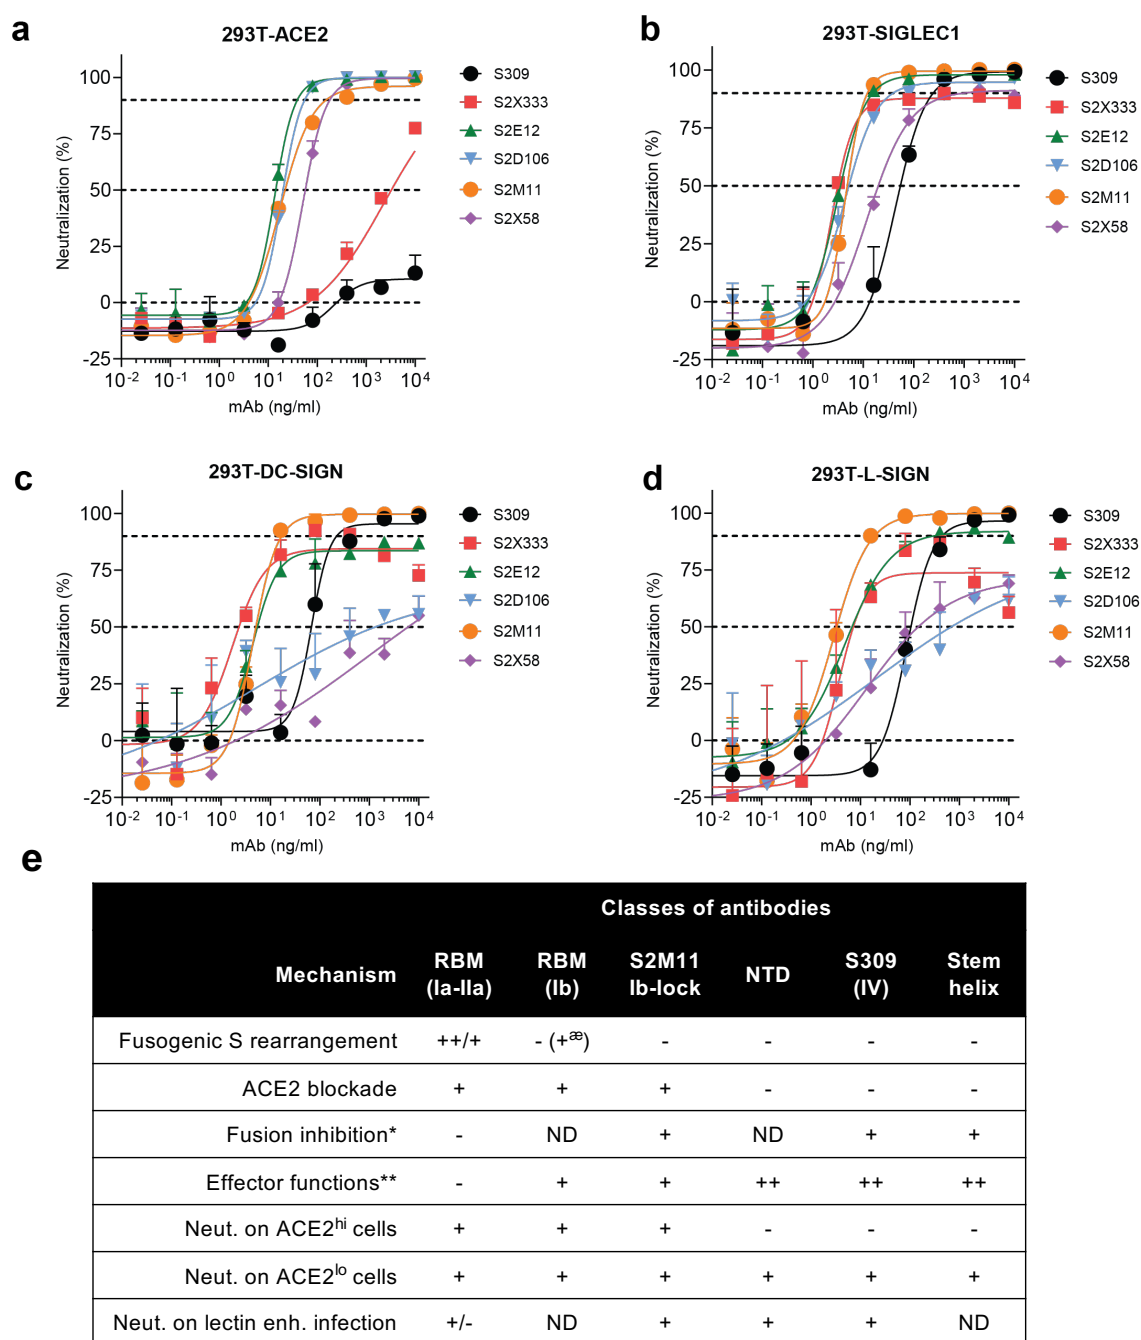 a
293T-ACE2
Neutralization (%)
100
75
50
25
0
-25
10-2 10-1 100 101 102 103 104
mAb (ng/ml)
S309
S2X333
S2E12
S2D106
S2M11
S2X58
b
293T-SIGLEC1
Neutralization (%)
100
75
50
25
0
-25
10-2 10-1 100 101 102 103 104
mAb (ng/ml)
S309
S2X333
S2E12
S2D106
S2M11
S2X58
c
293T-DC-SIGN
Neutralization (%)
100
75
50
25
0
-25
10-2 10-1 100 101 102 103 104
mAb (ng/ml)
S309
S2X333
S2E12
S2D106
S2M11
S2X58
d
293T-L-SIGN
Neutralization (%)
100
75
50
25
0
-25
10-2 10-1 100 101 102 103 104
mAb (ng/ml)
S309
S2X333
S2E12
S2D106
S2M11
S2X58
e
Classes of antibodies
Mechanism RBM (Ia-IIa) RBM (Ib) S2M11 Ib-lock NTD S309 (IV) Stem helix
Fusogenic S rearrangement ++/+ - (+æ) - - - -
ACE2 blockade + + + - - -
Fusion inhibition* - ND + ND + +
Effector functions** - + + ++ ++ ++
Neut. on ACE2hi cells + + + - - -
Neut. on ACE2lo cells + + + + + +
Neut. on lectin enh. infection +/- ND + + + ND